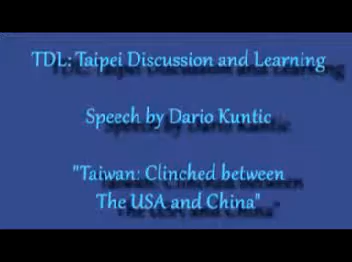 TDL: Taipei Discussion and Learning
Speech by Dario Kuntic
"Taiwan: Clinched between
The USA and China"